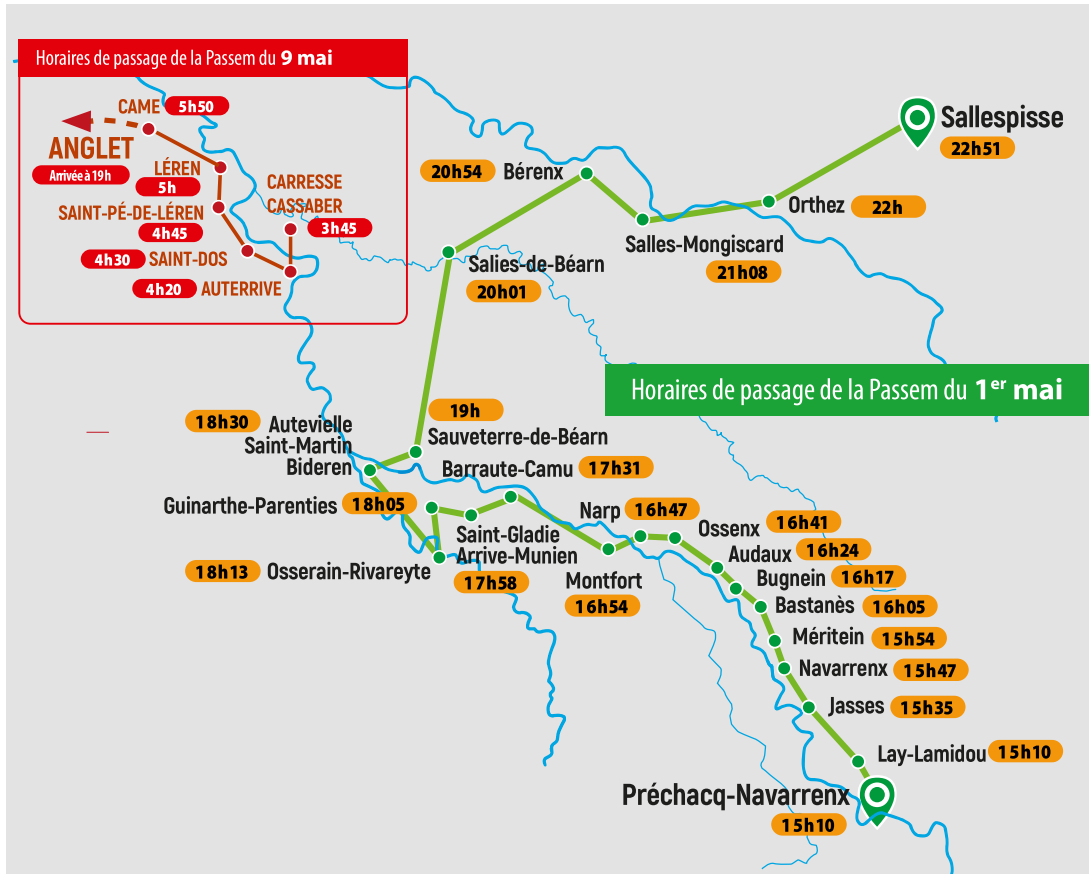 Horaires de passage de la Passem du 9 mai
CAME 5h50
ANGLET
Arrivée à 19h
LÉREN
5h
CARRESSE
CASSABER
3h45
SAINT-PÉ-DE-LÉREN
4h45
4h30 SAINT-DOS
4h20 AUTERRIVE
Sallespisse
22h51
20h54 Bérenx
Orthez 22h
Salles-Mongiscard
21h08
Salies-de-Béarn
20h01
Horaires de passage de la Passem du 1er mai
19h
Sauveterre-de-Béarn
18h30 Autevielle
Saint-Martin
Bideren
Barraute-Camu 17h31
Guinarthe-Parenties 18h05
Saint-Gladie
Arrive-Munien
17h58
18h13 Osserain-Rivareyte
Narp 16h47
Montfort
16h54
Ossenx 16h41
Audaux 16h24
Bugnein 16h17
Bastanès 16h05
Méritein 15h54
Navarrenx 15h47
Jasses 15h35
Lay-Lamidou 15h10
Préchacq-Navarrenx
15h10